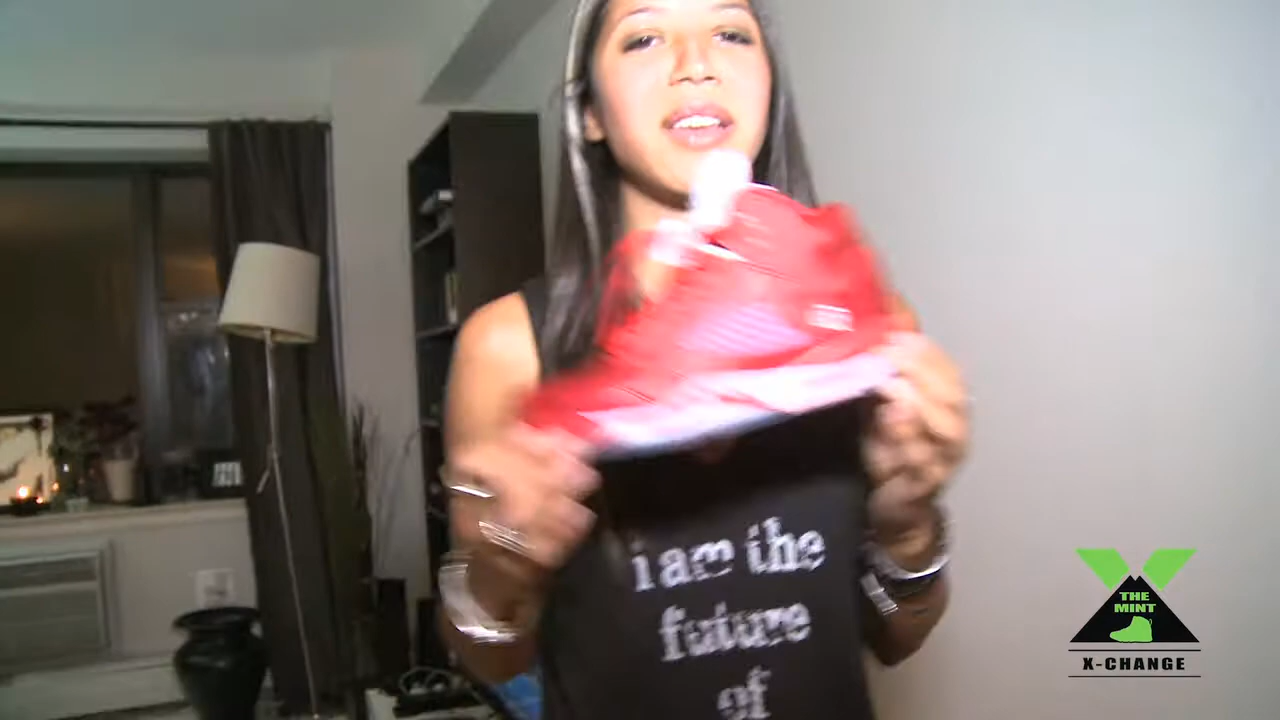 i am the
future
of
THE
MINT
X-CHANGE